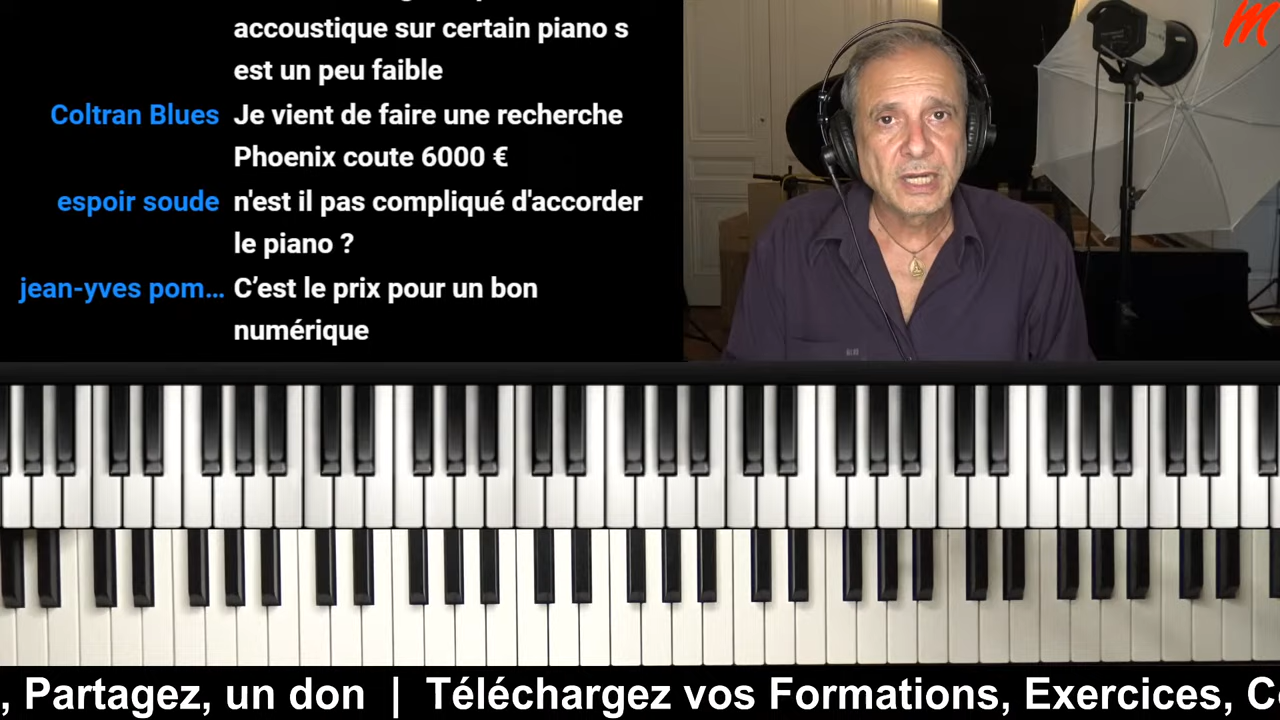 accoustique sur certain piano s
est un peu faible
Coltran Blues Je vient de faire une recherche
Phoenix coute 6000 €
espoir soude n'est il pas compliqué d'accorder
le piano ?
jean-yves pom… C’est le prix pour un bon
numérique
M
, Partagez, un don | Téléchargez vos Formations, Exercices, C